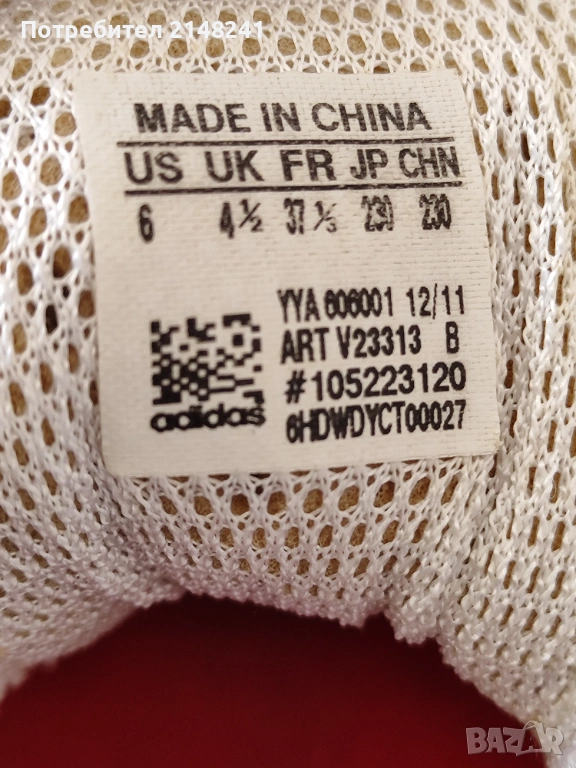 Потребител 2148241
MADE IN CHINA
US UK FR JP CHN
6 4½ 37⅓ 230 230
YYA 606001 12/11
ART V23313 B
#105223120
adidas
6HDWDYCT00027
BAZAR